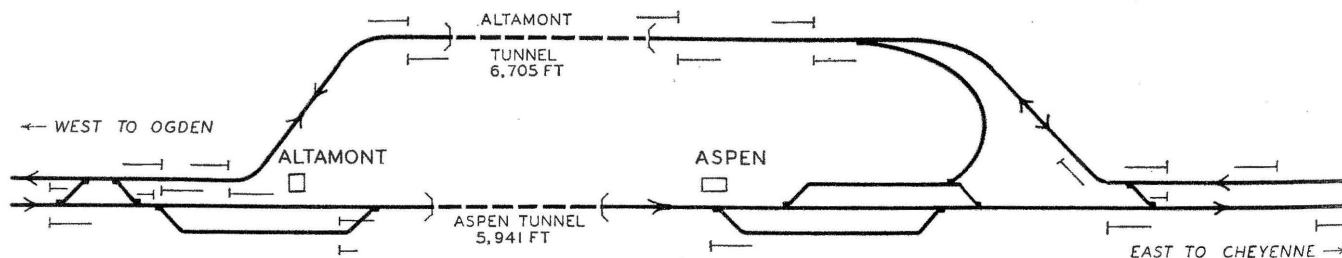 ALTAMONT
TUNNEL
6,705 FT
← WEST TO OGDEN
ALTAMONT
ASPEN
ASPEN TUNNEL
5,941 FT
EAST TO CHEYENNE →